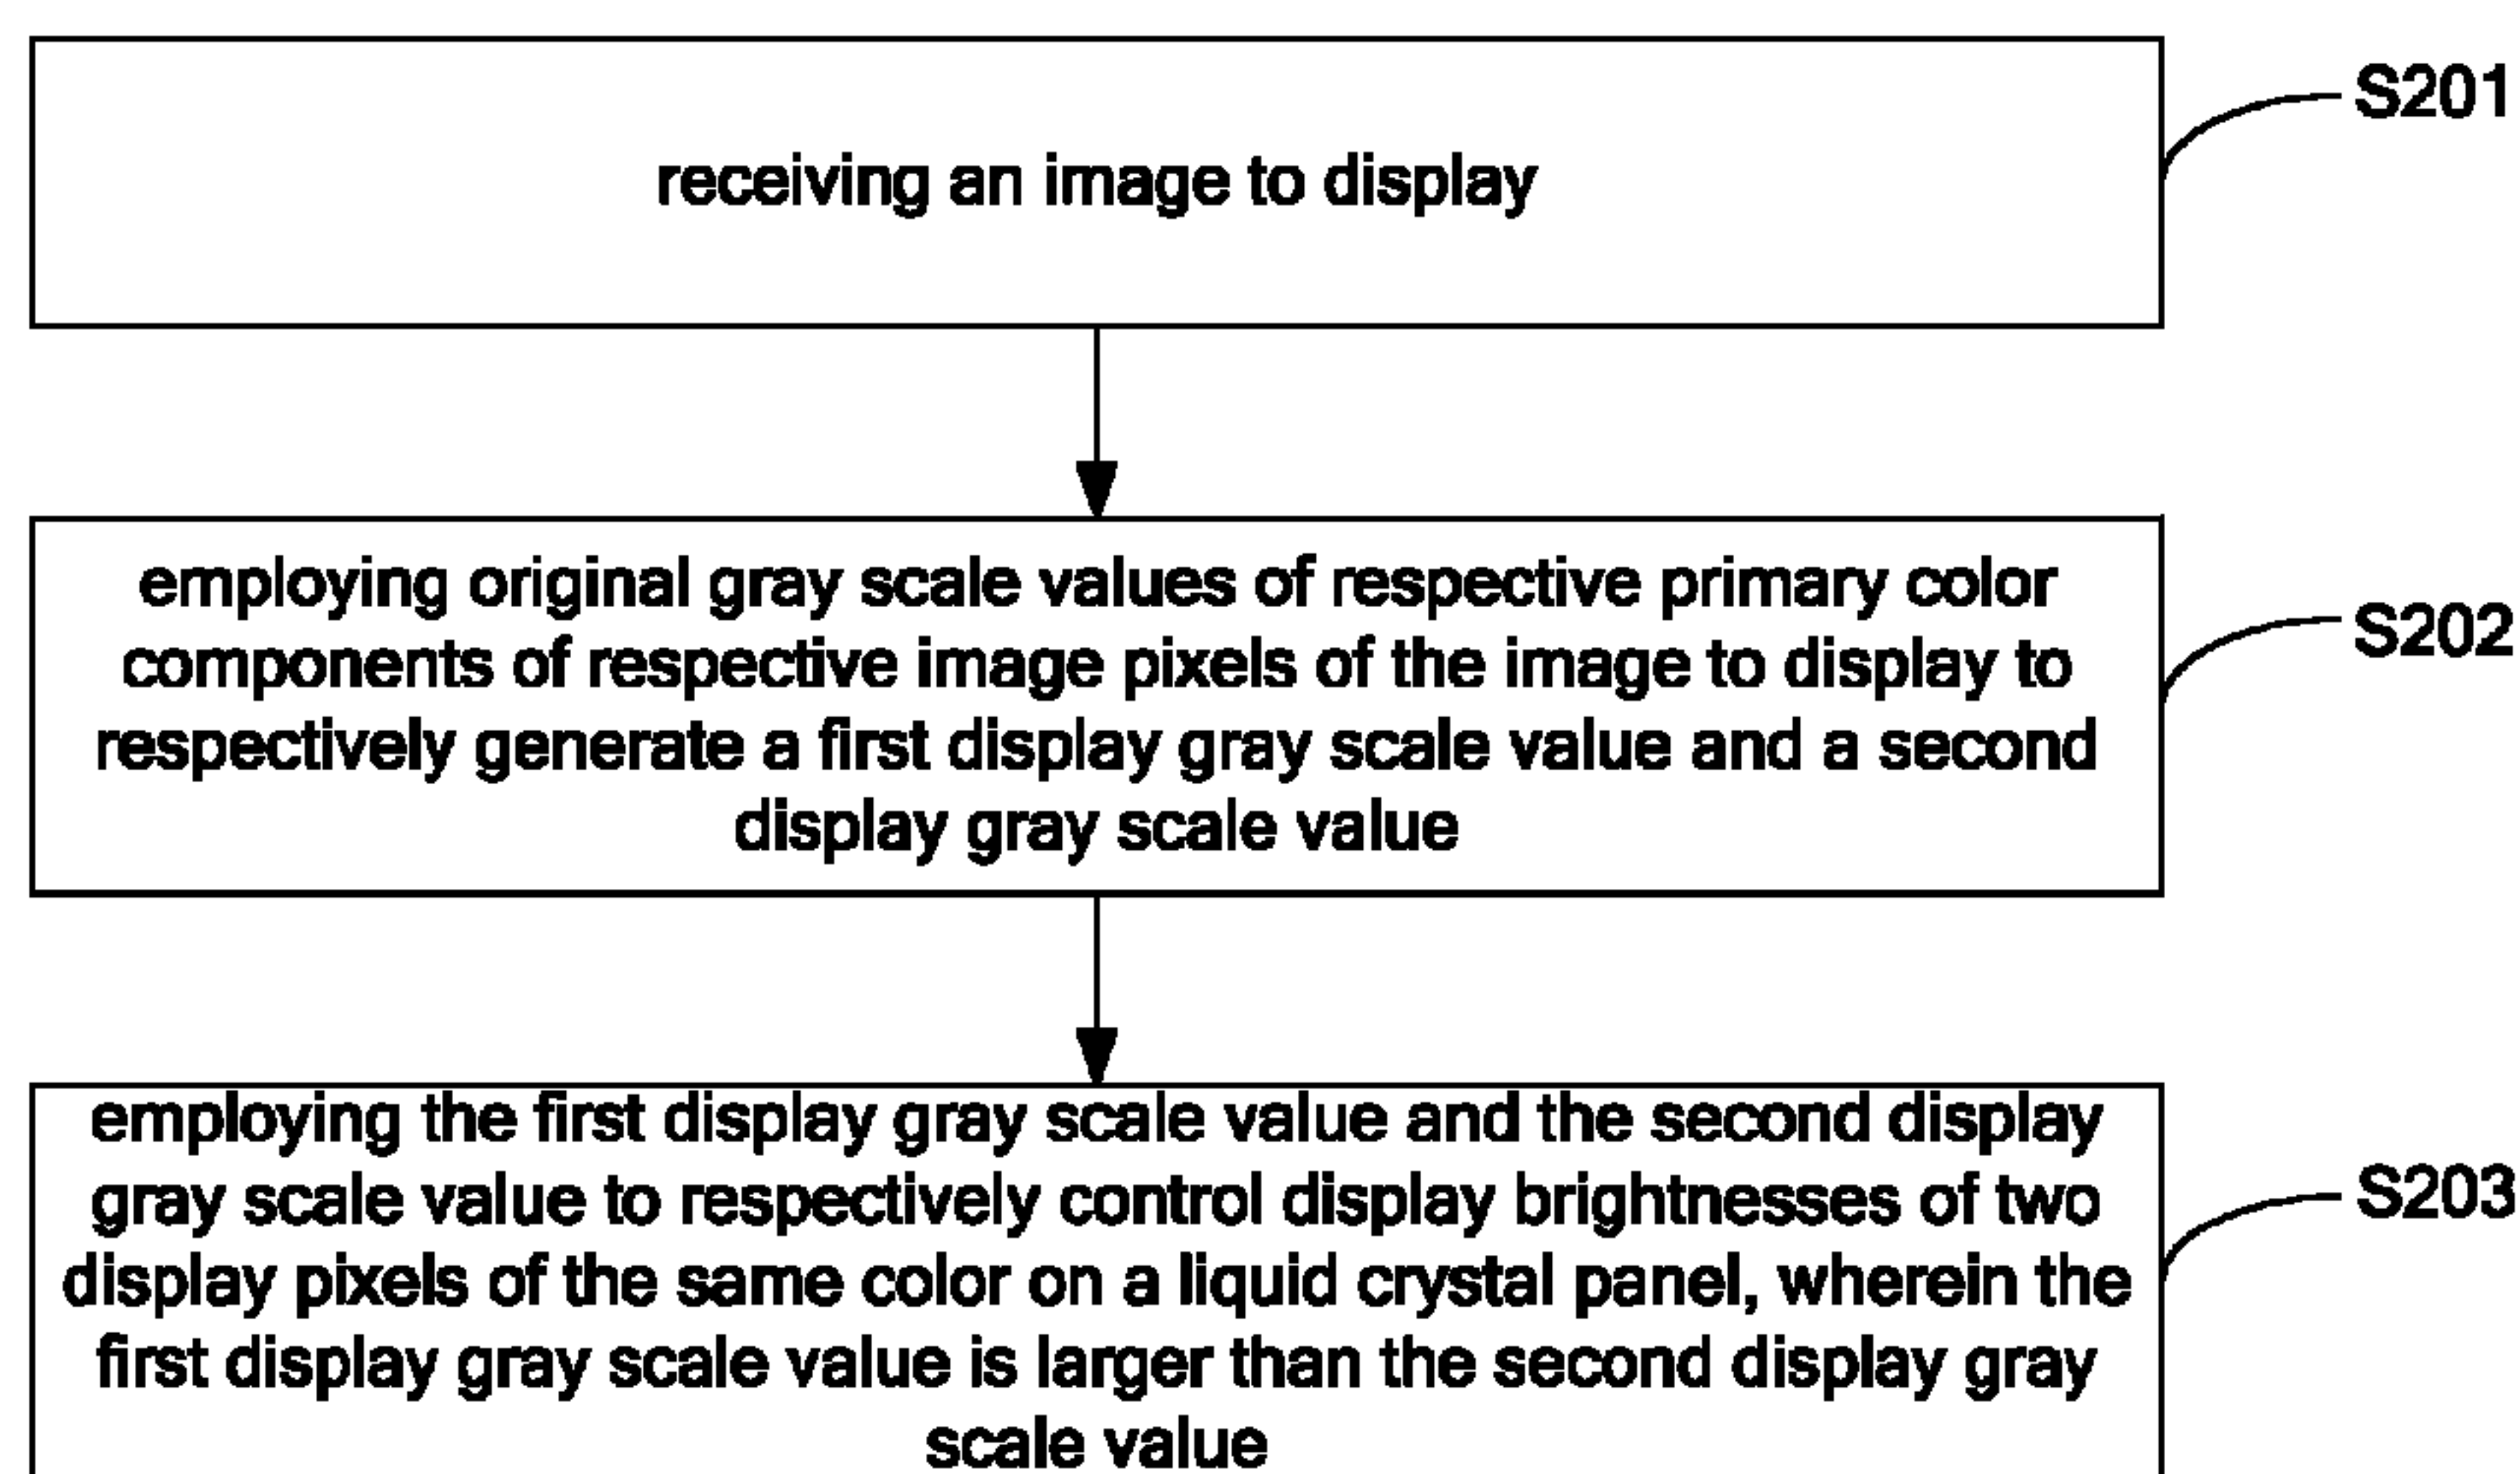 receiving an image to display
S201
employing original gray scale values of respective primary color
components of respective image pixels of the image to display to
respectively generate a first display gray scale value and a second
display gray scale value
S202
employing the first display gray scale value and the second display
gray scale value to respectively control display brightnesses of two
display pixels of the same color on a liquid crystal panel, wherein the
first display gray scale value is larger than the second display gray
scale value
S203